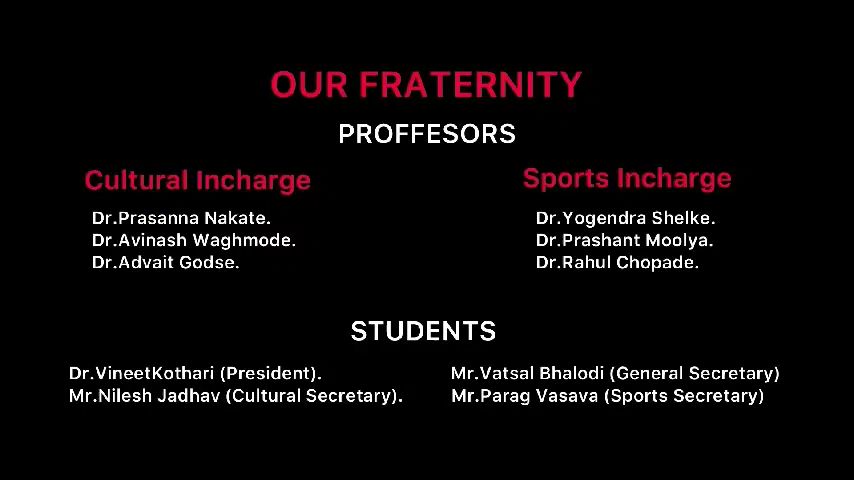 OUR FRATERNITY
PROFFESORS
Cultural Incharge
Dr.Prasanna Nakate.
Dr.Avinash Waghmode.
Dr.Advait Godse.
Sports Incharge
Dr.Yogendra Shelke.
Dr.Prashant Moolya.
Dr.Rahul Chopade.
STUDENTS
Dr.VineetKothari (President).
Mr.Nilesh Jadhav (Cultural Secretary).
Mr.Vatsal Bhalodi (General Secretary)
Mr.Parag Vasava (Sports Secretary)